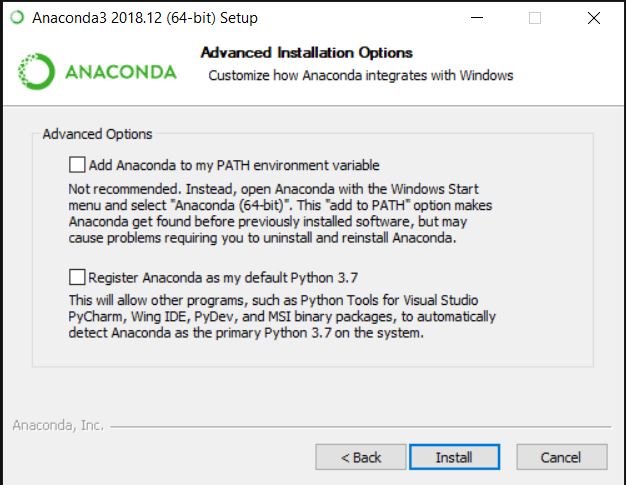 Anaconda3 2018.12 (64-bit) Setup
ANACONDA
Advanced Installation Options
Customize how Anaconda integrates with Windows
Advanced Options
Add Anaconda to my PATH environment variable
Not recommended. Instead, open Anaconda with the Windows Start
menu and select "Anaconda (64-bit)". This "add to PATH" option makes
Anaconda get found before previously installed software, but may
cause problems requiring you to uninstall and reinstall Anaconda.
Register Anaconda as my default Python 3.7
This will allow other programs, such as Python Tools for Visual Studio
PyCharm, Wing IDE, PyDev, and MSI binary packages, to automatically
detect Anaconda as the primary Python 3.7 on the system.
Anaconda, Inc.
< Back
Install
Cancel